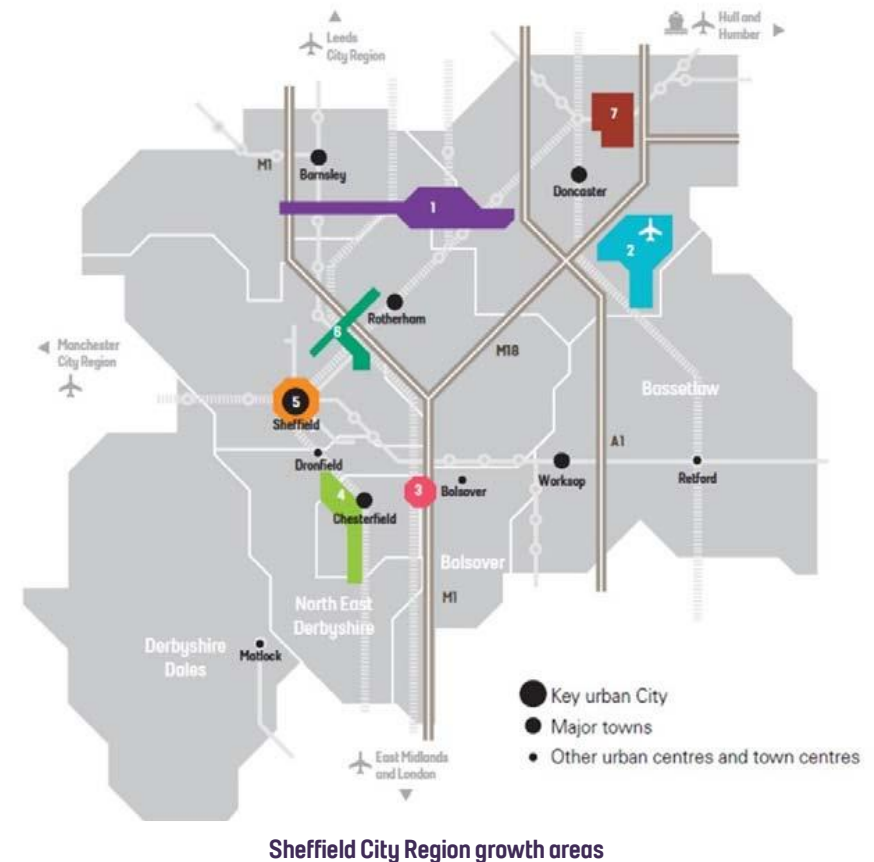 Leeds
City Region
Hull and
Humber
7
M1
Barnsley
Doncaster
1
2
Rotherham
6
Manchester
City Region
M18
Bassetlaw
5
Sheffield
A1
Dronfield
4
Chesterfield
3
Bolsover
Worksop
Retford
Bolsover
M1
North East
Derbyshire
Derbyshire
Dales
Matlock
Key urban City
Major towns
Other urban centres and town centres
East Midlands
and London
Sheffield City Region growth areas